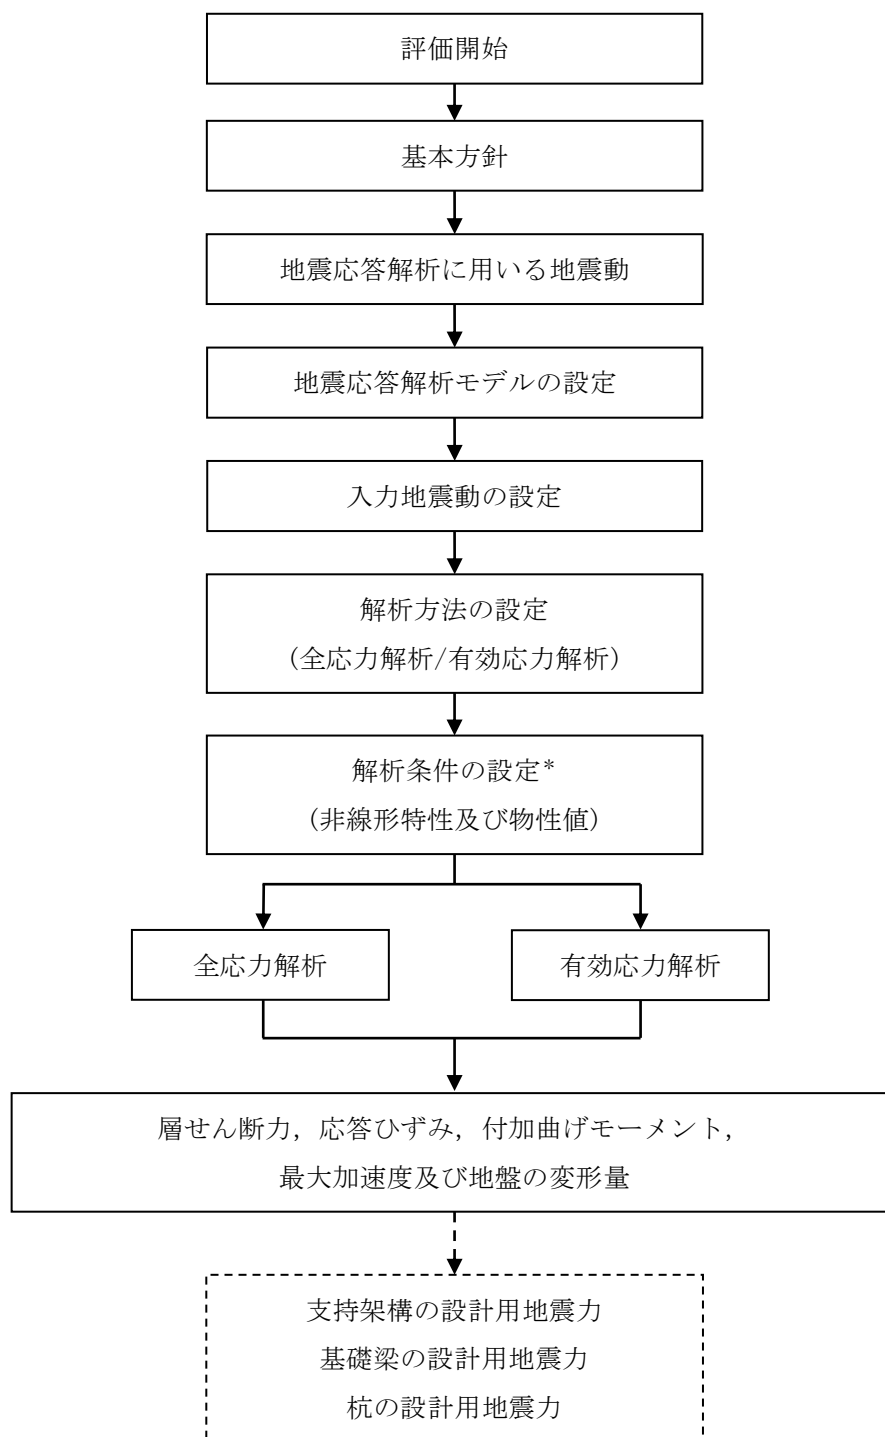 評価開始
基本方針
地震応答解析に用いる地震動
地震応答解析モデルの設定
入力地震動の設定
解析方法の設定
(全応力解析/有効応力解析)
解析条件の設定*
(非線形特性及び物性値)
全応力解析
有効応力解析
層せん断力，応答ひずみ，付加曲げモーメント，
最大加速度及び地盤の変形量
支持架構の設計用地震力
基礎梁の設計用地震力
杭の設計用地震力